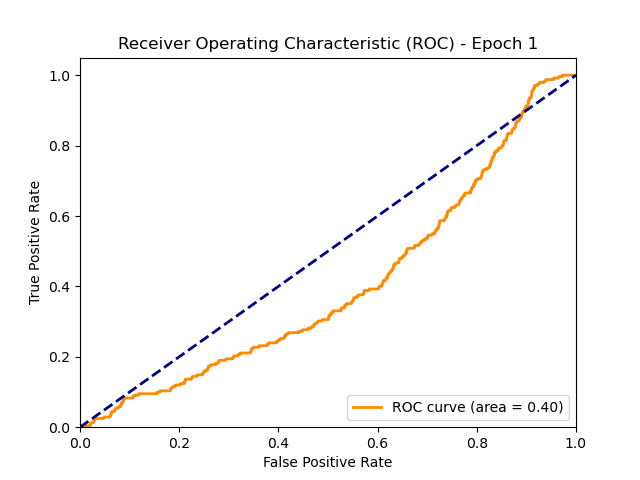 Receiver Operating Characteristic (ROC) - Epoch 1
True Positive Rate
1.0
0.8
0.6
0.4
0.2
0.0
ROC curve (area = 0.40)
0.0 0.2 0.4 0.6 0.8 1.0
False Positive Rate